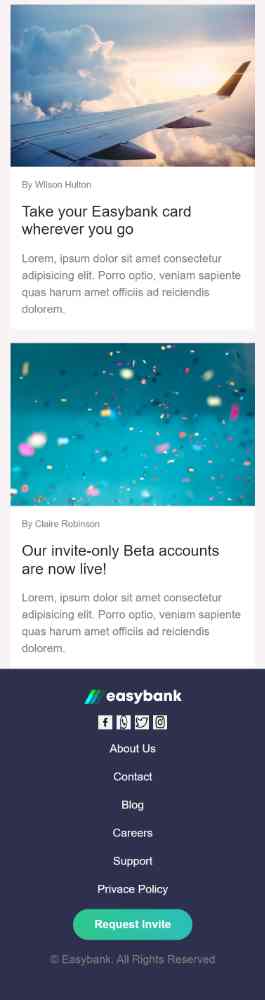 By Wilson Hulton
Take your Easybank card
wherever you go
Lorem, ipsum dolor sit amet consectetur
adipisicing elit. Porro optio, veniam sapiente
quas harum amet officiis ad reiciendis
dolorem.
By Claire Robinson
Our invite-only Beta accounts
are now live!
Lorem, ipsum dolor sit amet consectetur
adipisicing elit. Porro optio, veniam sapiente
quas harum amet officiis ad reiciendis
dolorem.
easybank
About Us
Contact
Blog
Careers
Support
Privace Policy
Request Invite
© Easybank. All Rights Reserved